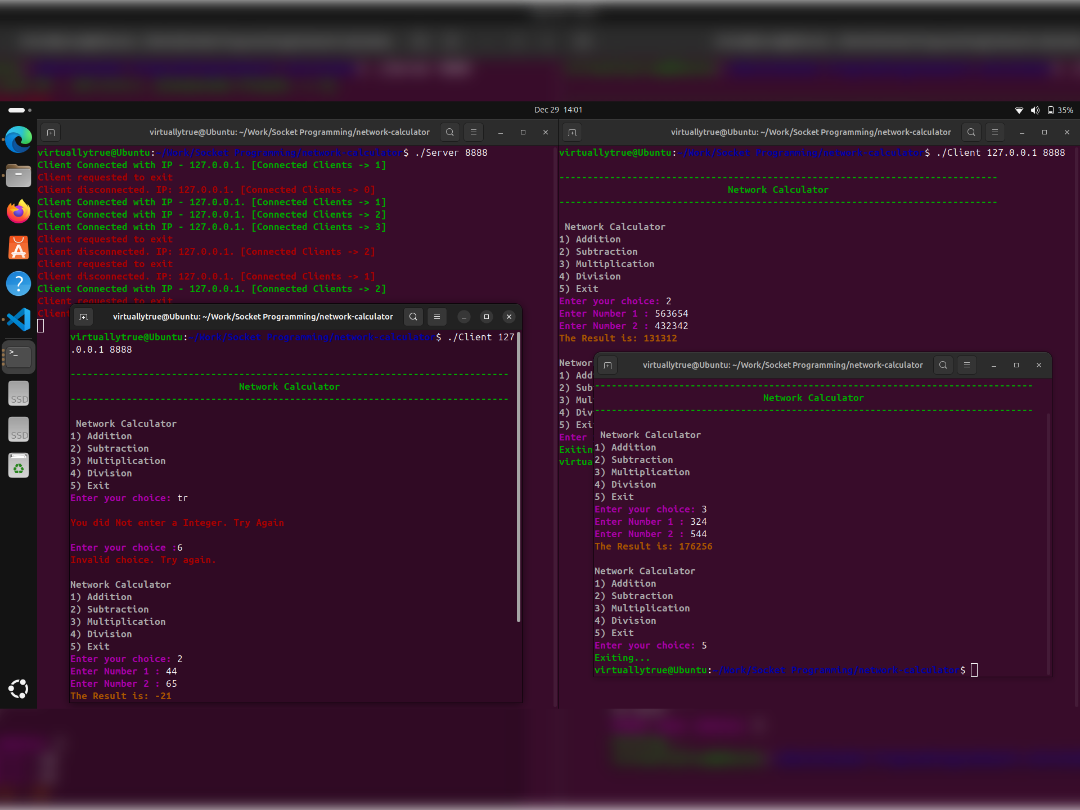 Dec 29 14:01
35%
virtuallytrue@Ubuntu: ~/Work/Socket Programming/network-calculator
virtuallytrue@Ubuntu:~/Work/Socket Programming/network-calculator$ ./Server 8888
Client Connected with IP - 127.0.0.1. [Connected Clients -> 1]
Client requested to exit
Client disconnected. IP: 127.0.0.1. [Connected Clients -> 0]
Client Connected with IP - 127.0.0.1. [Connected Clients -> 1]
Client Connected with IP - 127.0.0.1. [Connected Clients -> 2]
Client Connected with IP - 127.0.0.1. [Connected Clients -> 3]
Client requested to exit
Client disconnected. IP: 127.0.0.1. [Connected Clients -> 2]
Client requested to exit
Client disconnected. IP: 127.0.0.1. [Connected Clients -> 1]
Client Connected with IP - 127.0.0.1. [Connected Clients -> 2]
Client requested to exit
Clien
virtuallytrue@Ubuntu: ~/Work/Socket Programming/network-calculator
virtuallytrue@Ubuntu:~/Work/Socket Programming/network-calculator$ ./Client 127
.0.0.1 8888
--------------------------------------------------------------------------------
Network Calculator
--------------------------------------------------------------------------------
Network Calculator
1) Addition
2) Subtraction
3) Multiplication
4) Division
5) Exit
Enter your choice: tr
You did Not enter a Integer. Try Again
Enter your choice :6
Invalid choice. Try again.
Network Calculator
1) Addition
2) Subtraction
3) Multiplication
4) Division
5) Exit
Enter your choice: 2
Enter Number 1 : 44
Enter Number 2 : 65
The Result is: -21
virtuallytrue@Ubuntu: ~/Work/Socket Programming/network-calculator
virtuallytrue@Ubuntu:~/Work/Socket Programming/network-calculator$ ./Client 127.0.0.1 8888
--------------------------------------------------------------------------------
Network Calculator
--------------------------------------------------------------------------------
Network Calculator
1) Addition
2) Subtraction
3) Multiplication
4) Division
5) Exit
Enter your choice: 2
Enter Number 1 : 563654
Enter Number 2 : 432342
The Result is: 131312
Networ
1) Add
2) Sub
3) Mul
4) Div
5) Exi
Enter
Exitin
virtua
virtuallytrue@Ubuntu: ~/Work/Socket Programming/network-calculator
--------------------------------------------------------------------------------
Network Calculator
--------------------------------------------------------------------------------
Network Calculator
1) Addition
2) Subtraction
3) Multiplication
4) Division
5) Exit
Enter your choice: 3
Enter Number 1 : 324
Enter Number 2 : 544
The Result is: 176256
Network Calculator
1) Addition
2) Subtraction
3) Multiplication
4) Division
5) Exit
Enter your choice: 5
Exiting...
virtuallytrue@Ubuntu:~/Work/Socket Programming/network-calculator$
SSD
SSD